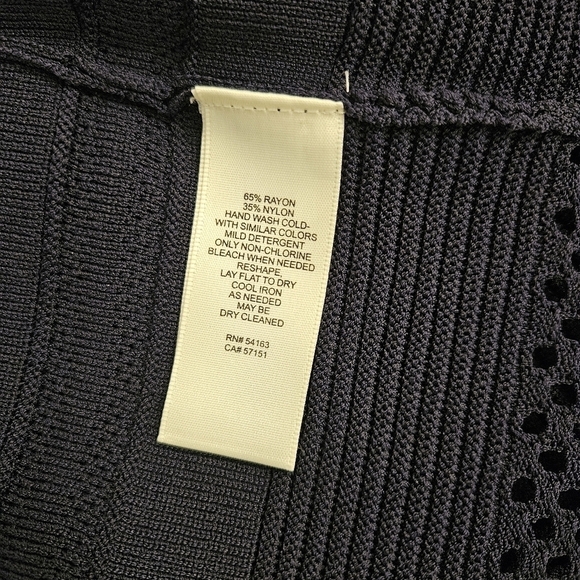 65% RAYON
35% NYLON
HAND WASH COLD-
WITH SIMILAR COLORS
MILD DETERGENT
ONLY NON-CHLORINE
BLEACH WHEN NEEDED
RESHAPE,
LAY FLAT TO DRY
COOL IRON
AS NEEDED
MAY BE
DRY CLEANED
RN# 54163
CA# 57151